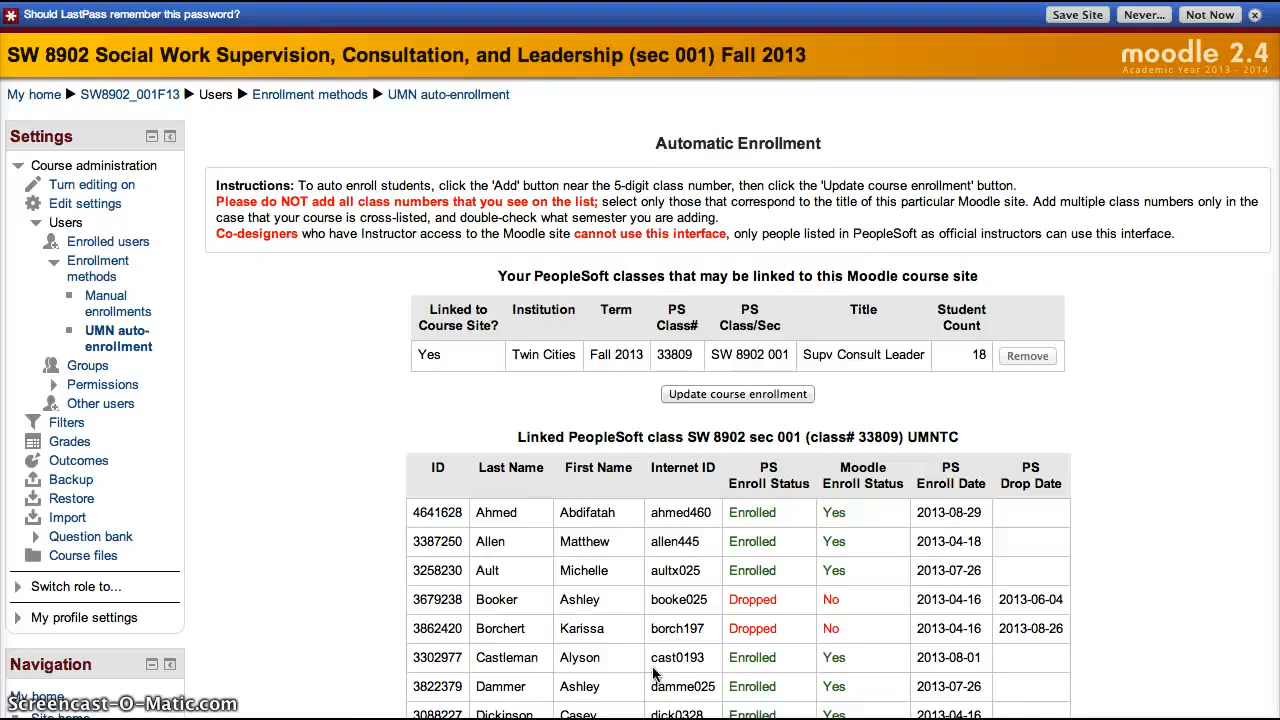 Should LastPass remember this password?
Save Site
Never...
Not Now
SW 8902 Social Work Supervision, Consultation, and Leadership (sec 001) Fall 2013
moodle 2.4
Academic Year 2013 - 2014
My home ▶ SW8902_001F13 ▶ Users ▶ Enrollment methods ▶ UMN auto-enrollment
Settings
Course administration
Turn editing on
Edit settings
Users
Enrolled users
Enrollment
methods
Manual
enrollments
UMN auto-
enrollment
Groups
Permissions
Other users
Filters
Grades
Outcomes
Backup
Restore
Import
Question bank
Course files
Switch role to...
My profile settings
Navigation
My home
Screencast-O-Matic.com
Automatic Enrollment
Instructions: To auto enroll students, click the 'Add' button near the 5-digit class number, then click the 'Update course enrollment' button.
Please do NOT add all class numbers that you see on the list; select only those that correspond to the title of this particular Moodle site. Add multiple class numbers only in the
case that your course is cross-listed, and double-check what semester you are adding.
Co-designers who have Instructor access to the Moodle site cannot use this interface, only people listed in PeopleSoft as official instructors can use this interface.
Your PeopleSoft classes that may be linked to this Moodle course site
Linked to Institution Term PS PS Title Student
Course Site? Class# Class/Sec Count
Yes Twin Cities Fall 2013 33809 SW 8902 001 Supv Consult Leader 18 Remove
Update course enrollment
Linked PeopleSoft class SW 8902 sec 001 (class# 33809) UMNTC
ID Last Name First Name Internet ID PS Moodle PS PS
Enroll Status Enroll Status Enroll Date Drop Date
4641628 Ahmed Abdifatah ahmed460 Enrolled Yes 2013-08-29
3387250 Allen Matthew allen445 Enrolled Yes 2013-04-18
3258230 Ault Michelle aultx025 Enrolled Yes 2013-07-26
3679238 Booker Ashley booke025 Dropped No 2013-04-16 2013-06-04
3862420 Borchert Karissa borch197 Dropped No 2013-04-16 2013-08-26
3302977 Castleman Alyson cast0193 Enrolled Yes 2013-08-01
3822379 Dammer Ashley damme025 Enrolled Yes 2013-07-26
3088227 Dickinson Casey dick0328 Enrolled Yes 2013-04-16